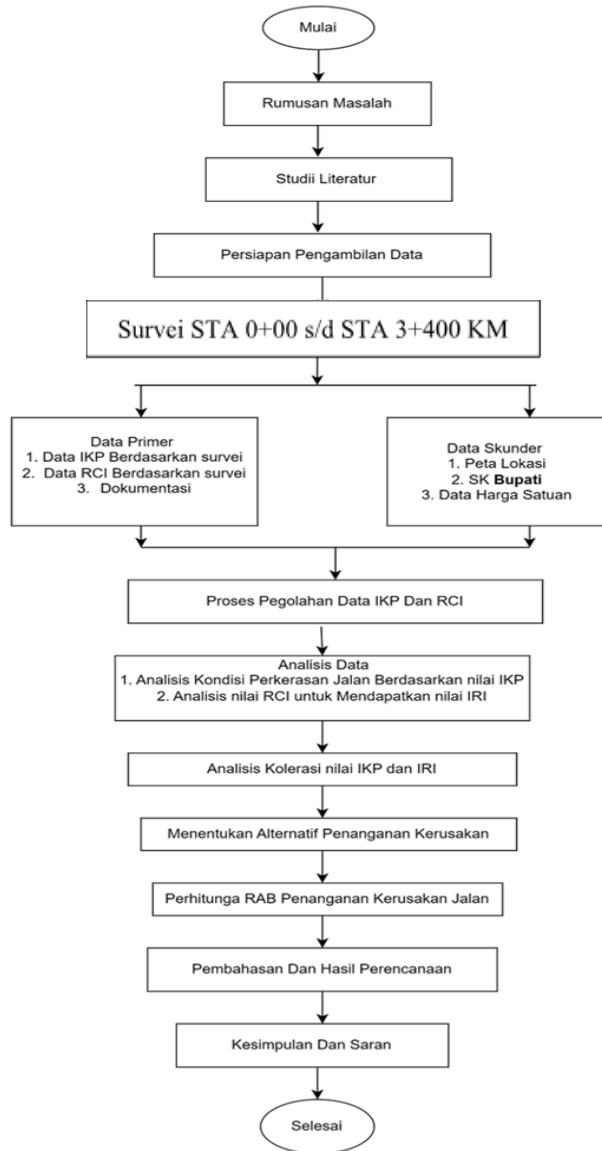 Mulai
Rumusan Masalah
Studii Literatur
Persiapan Pengambilan Data
Survei STA 0+00 s/d STA 3+400 KM
Data Primer
1. Data IKP Berdasarkan survei
2. Data RCI Berdasarkan survei
3. Dokumentasi
Data Skunder
1. Peta Lokasi
2. SK Bupati
3. Data Harga Satuan
Proses Pegolahan Data IKP Dan RCI
Analisis Data
1. Analisis Kondisi Perkerasan Jalan Berdasarkan nilai IKP
2. Analisis nilai RCI untuk Mendapatkan nilai IRI
Analisis Kolerasi nilai IKP dan IRI
Menentukan Alternatif Penanganan Kerusakan
Perhitunga RAB Penanganan Kerusakan Jalan
Pembahasan Dan Hasil Perencanaan
Kesimpulan Dan Saran
Selesai